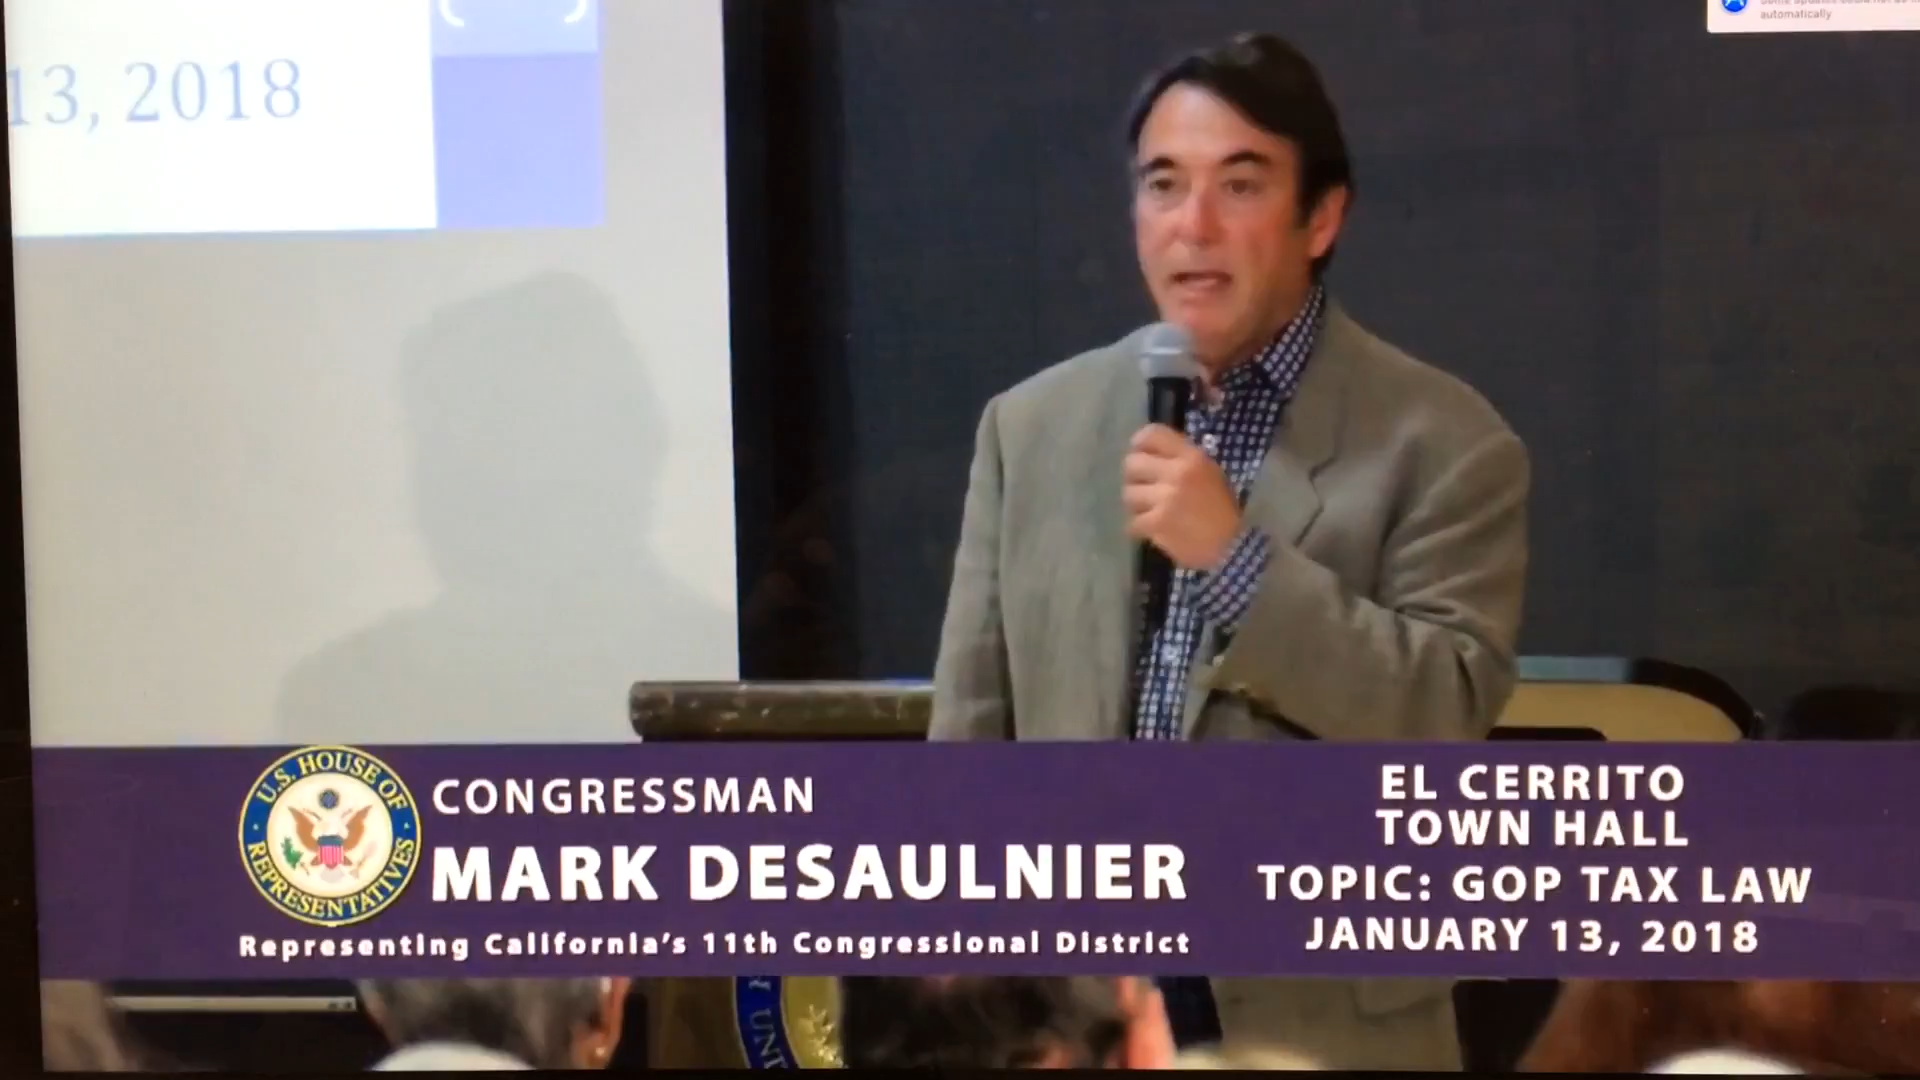 automatically
13, 2018
U.S. HOUSE OF
REPRESENTATIVES
CONGRESSMAN
MARK DESAULNIER
Representing California's 11th Congressional District
EL CERRITO
TOWN HALL
TOPIC: GOP TAX LAW
JANUARY 13, 2018